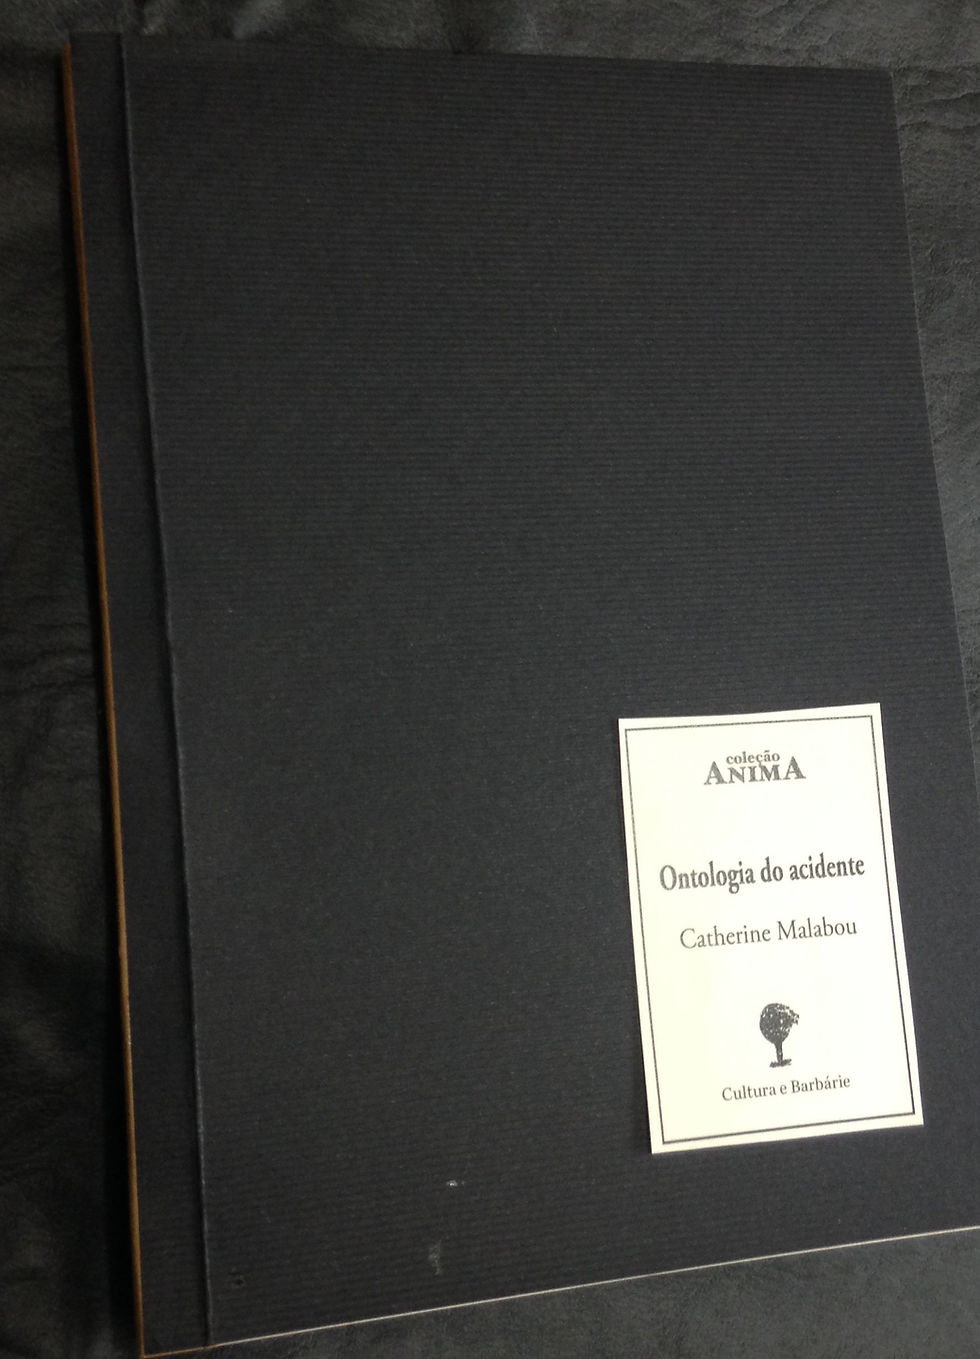 coleção
ANIMA
Ontologia do acidente
Catherine Malabou
Cultura e Barbárie